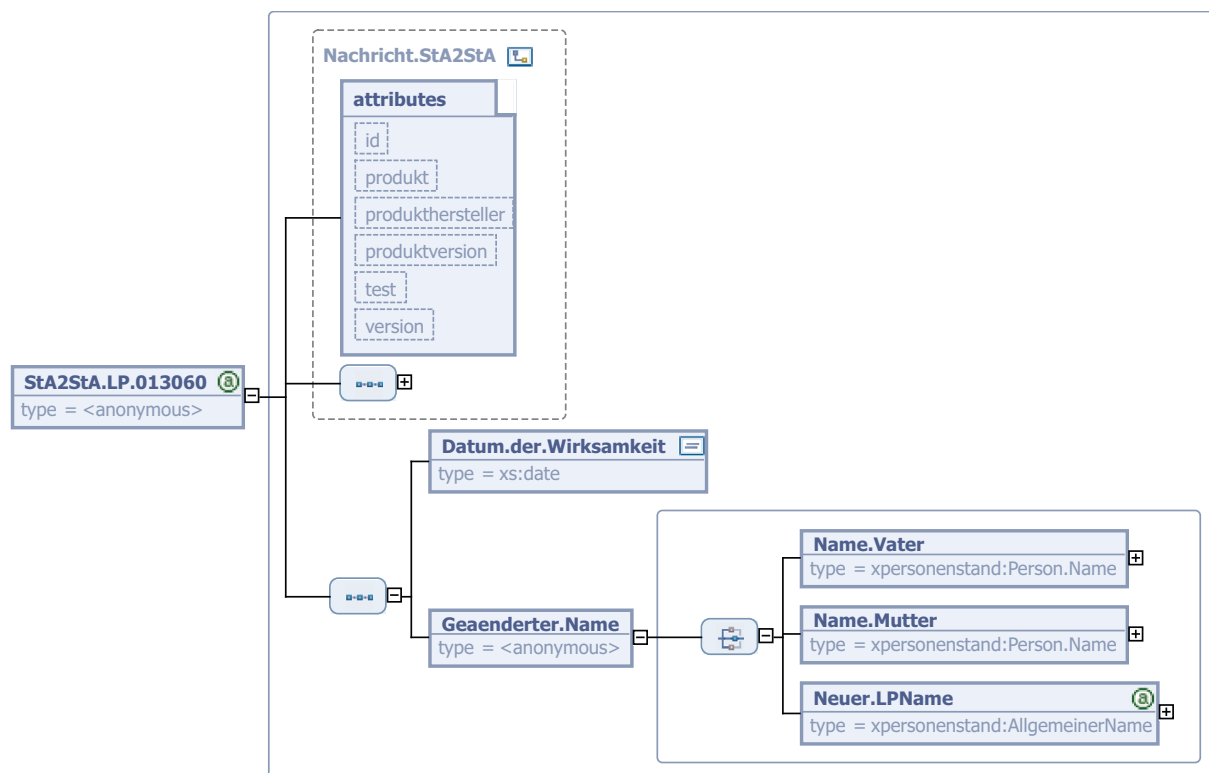 Nachricht.StA2StA
attributes
id
produkt
produkthersteller
produktversion
test
version
StA2StA.LP.013060
type = <anonymous>
Datum.der.Wirksamkeit
type = xs:date
Geaenderter.Name
type = <anonymous>
Name.Vater
type = xpersonenstand:Person.Name
Name.Mutter
type = xpersonenstand:Person.Name
Neuer.LPName
type = xpersonenstand:AllgemeinerName